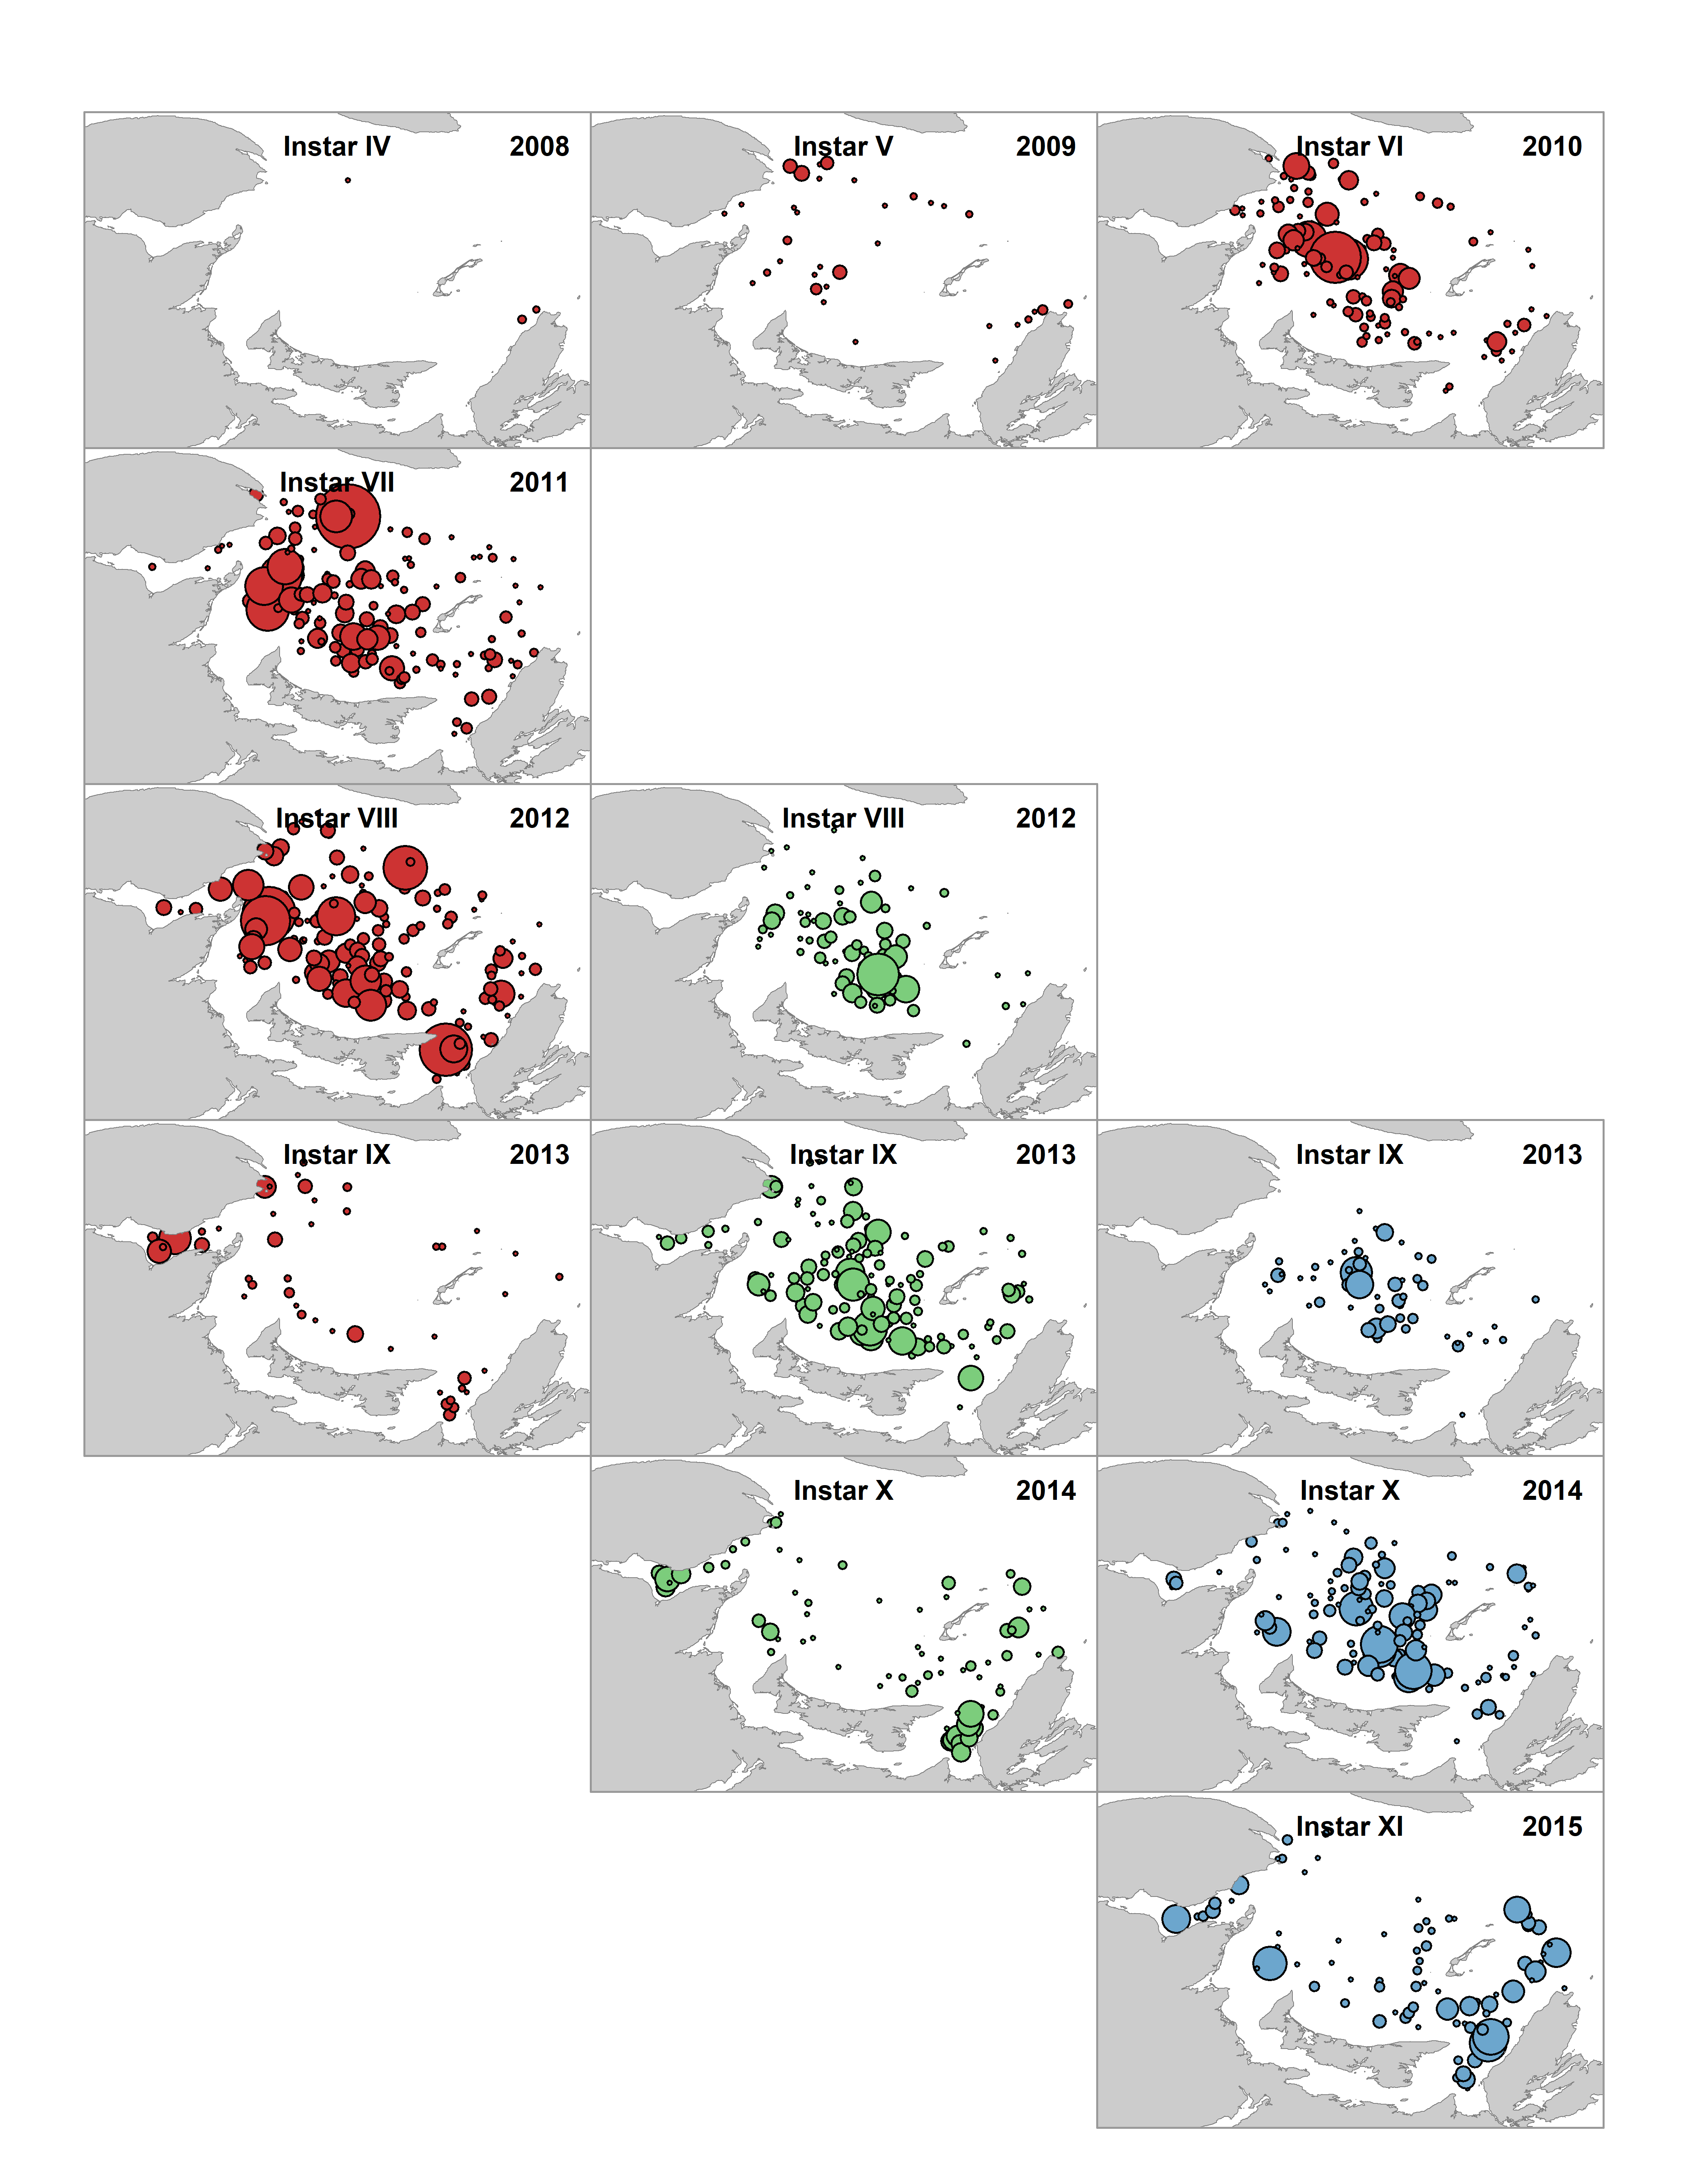 Instar IV 2008
Instar V 2009
Instar VI 2010
Instar VII 2011
Instar VIII 2012
Instar VIII 2012
Instar IX 2013
Instar IX 2013
Instar IX 2013
Instar X 2014
Instar X 2014
Instar XI 2015